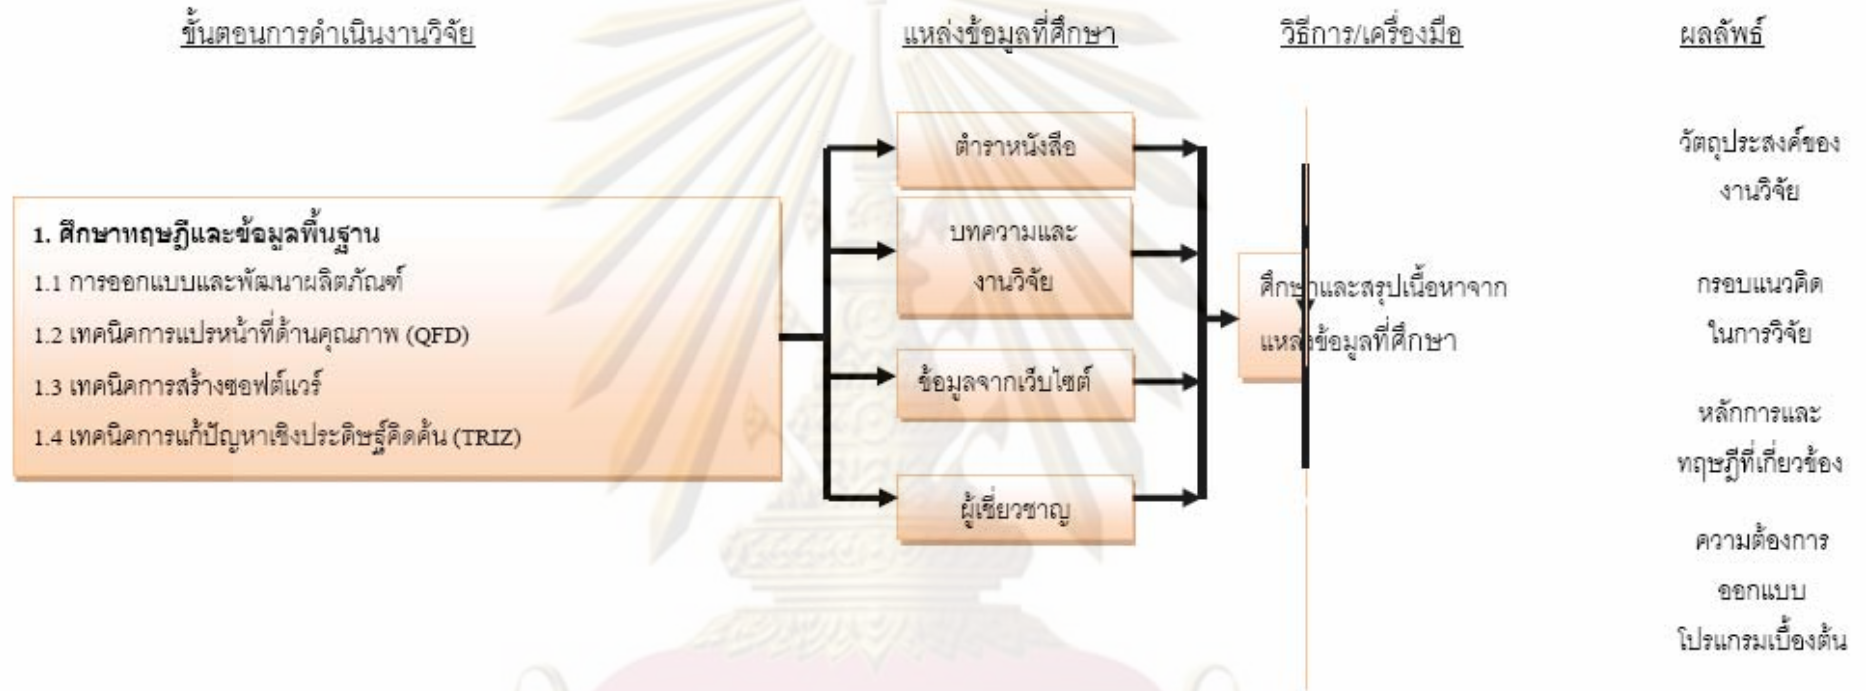 ขั้นตอนการดำเนินงานวิจัย
แหล่งข้อมูลที่ศึกษา
วิธีการ/เครื่องมือ
ผลลัพธ์
1. ศึกษาทฤษฎีและข้อมูลพื้นฐาน
1.1 การออกแบบและพัฒนาผลิตภัณฑ์
1.2 เทคนิคการแปรหน้าที่ด้านคุณภาพ (QFD)
1.3 เทคนิคการสร้างซอฟต์แวร์
1.4 เทคนิคการแก้ปัญหาเชิงประดิษฐ์คิดค้น (TRIZ)
ตำราหนังสือ
บทความและ
งานวิจัย
ข้อมูลจากเว็บไซต์
ผู้เชี่ยวชาญ
ศึกษาและสรุปเนื้อหาจาก
แหล่งข้อมูลที่ศึกษา
วัตถุประสงค์ของ
งานวิจัย
กรอบแนวคิด
ในการวิจัย
หลักการและ
ทฤษฎีที่เกี่ยวข้อง
ความต้องการ
ออกแบบ
โปรแกรมเบื้องต้น